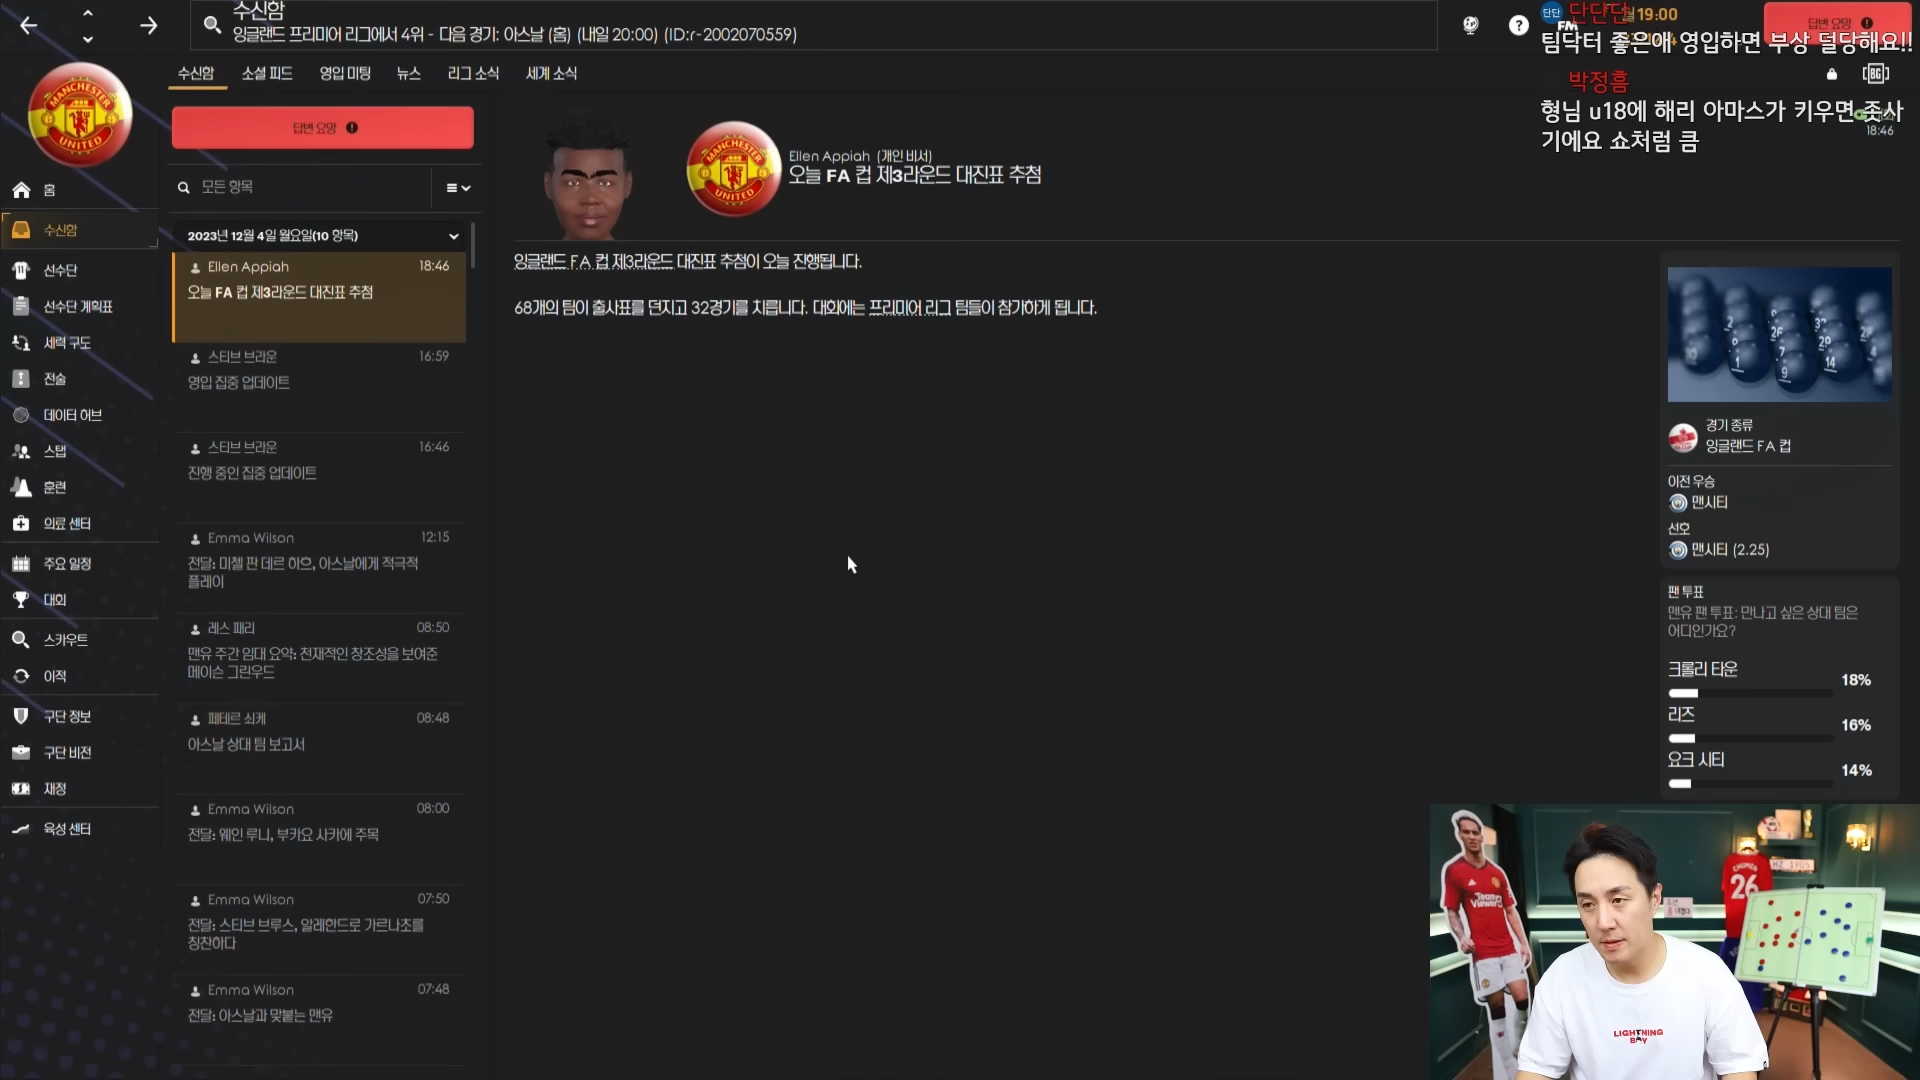 수신함
잉글랜드 프리미어 리그에서 4위 - 다음 경기: 아스날 (홈) (내일 20:00) (ID:r-2002070559)
단단
FM
단단단
19:00
답변 요망
팀닥터 좋은애 영입하면 부상 덜당해요!!
박정흠
형님 u18에 해리 아마스가 키우면 좃사
기에요 쇼처럼 큼
BG
18:46
수신함 소셜 피드 영입 미팅 뉴스 리그 소식 세계 소식
MANCHESTER
UNITED
홈
수신함
선수단
선수단 계획표
세력 구도
전술
데이터 허브
스탭
훈련
의료 센터
주요 일정
대회
스카우트
이적
구단 정보
구단 비전
재정
육성 센터
답변 요망
모든 항목
2023년 12월 4일 월요일(10 항목)
Ellen Appiah 18:46
오늘 FA 컵 제3라운드 대진표 추첨
스티브 브라운 16:59
영입 집중 업데이트
스티브 브라운 16:46
진행 중인 집중 업데이트
Emma Wilson 12:15
전달: 미첼 판 데르 하흐, 아스날에게 적극적
플레이
레스 패리 08:50
맨유 주간 임대 요약: 천재적인 창조성을 보여준
메이슨 그린우드
페테르 쇠케 08:48
아스날 상대 팀 보고서
Emma Wilson 08:00
전달: 웨인 루니, 부카요 사카에 주목
Emma Wilson 07:50
전달: 스티브 브루스, 알레한드로 가르나초를
칭찬하다
Emma Wilson 07:48
전달: 아스날과 맞붙는 맨유
MANCHESTER
UNITED
Ellen Appiah (개인 비서)
오늘 FA 컵 제3라운드 대진표 추첨
잉글랜드 FA 컵 제3라운드 대진표 추첨이 오늘 진행됩니다.
68개의 팀이 출사표를 던지고 32경기를 치릅니다. 대회에는 프리미어 리그 팀들이 참가하게 됩니다.
경기 종류
잉글랜드 FA 컵
이전 우승
맨시티
선호
맨시티 (2.25)
팬 투표
맨유 팬 투표: 만나고 싶은 상대 팀은
어디인가요?
크롤리 타운 18%
리즈 16%
요크 시티 14%
Team
Viewer
26
LIGHTNING
BOY